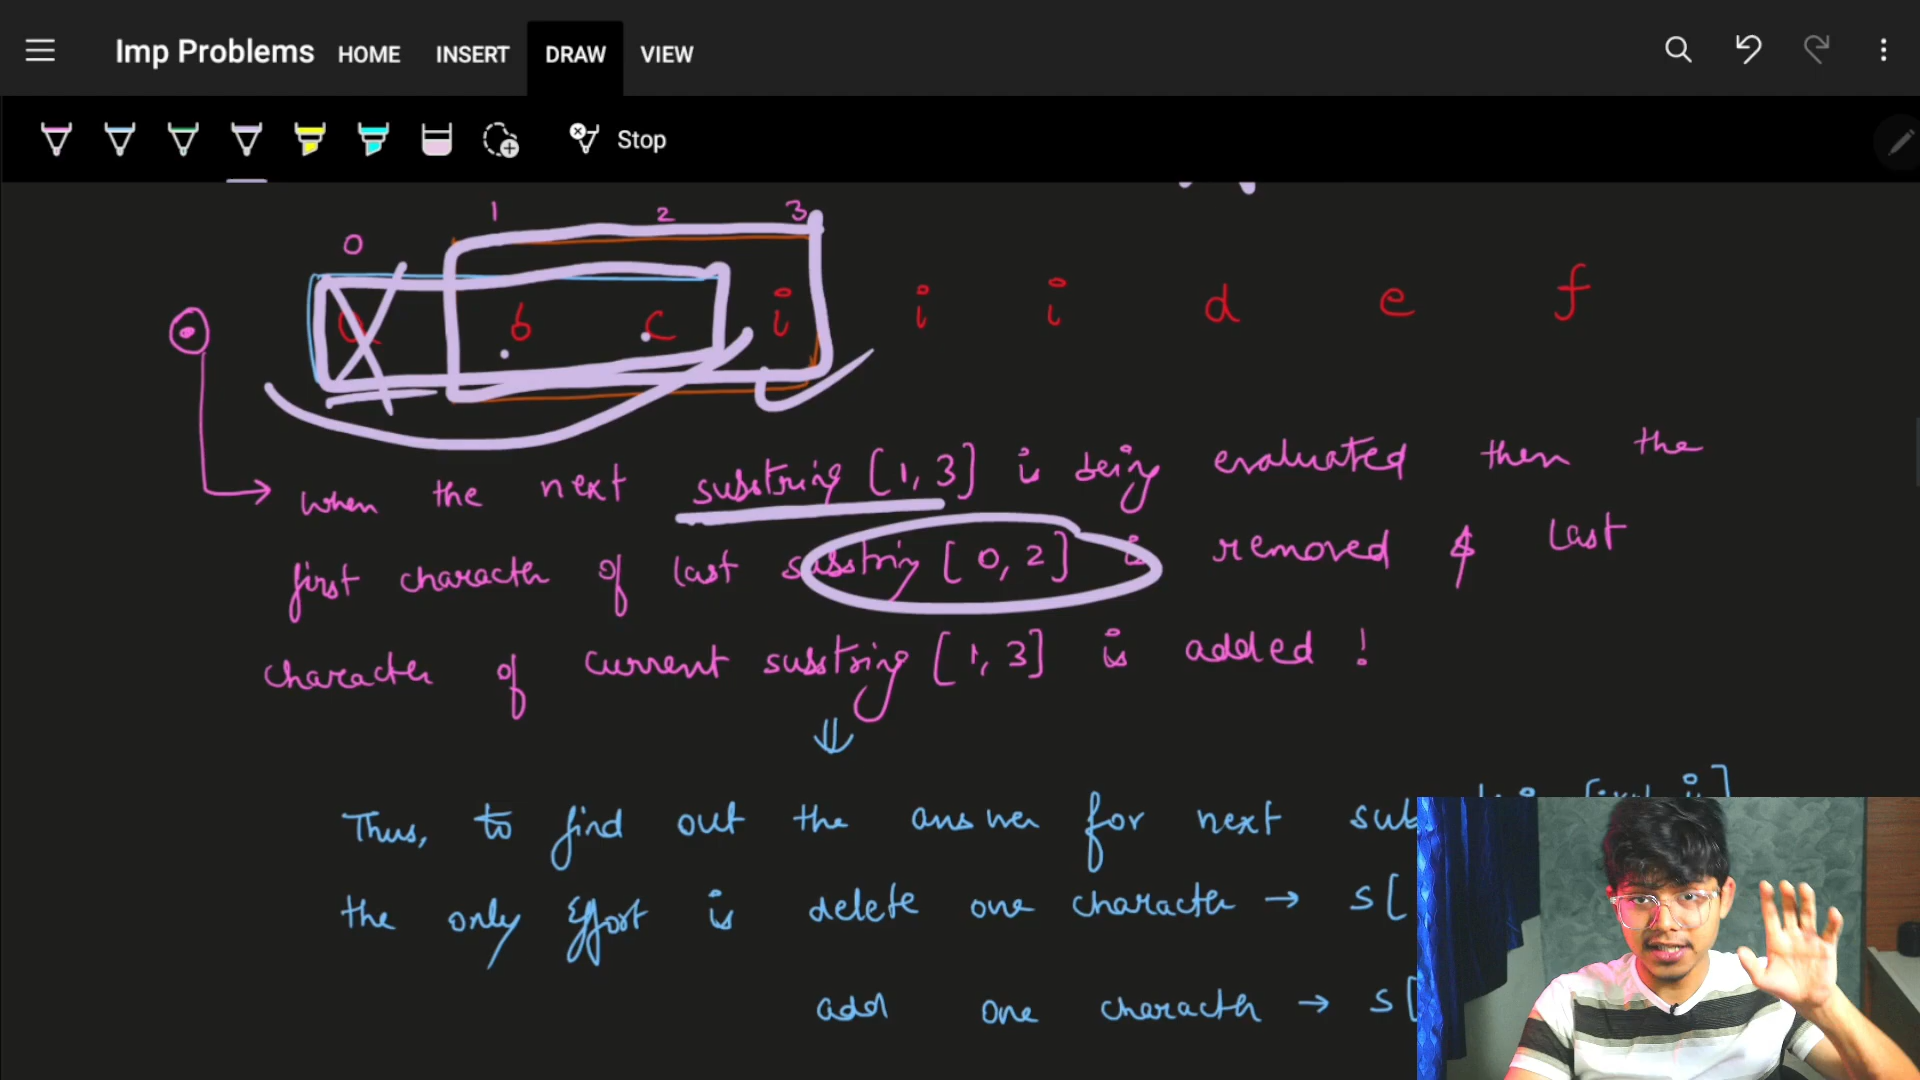 Imp Problems HOME INSERT DRAW VIEW
Stop
0 1 2 3
a b c i i i d e f
when the next substring [1, 3] is being evaluated then the
first character of last substring [0, 2] is removed & last
character of current substring [1, 3] is added !
Thus, to find out the answer for next sub
the only effort is delete one character → s[
add one character → s[